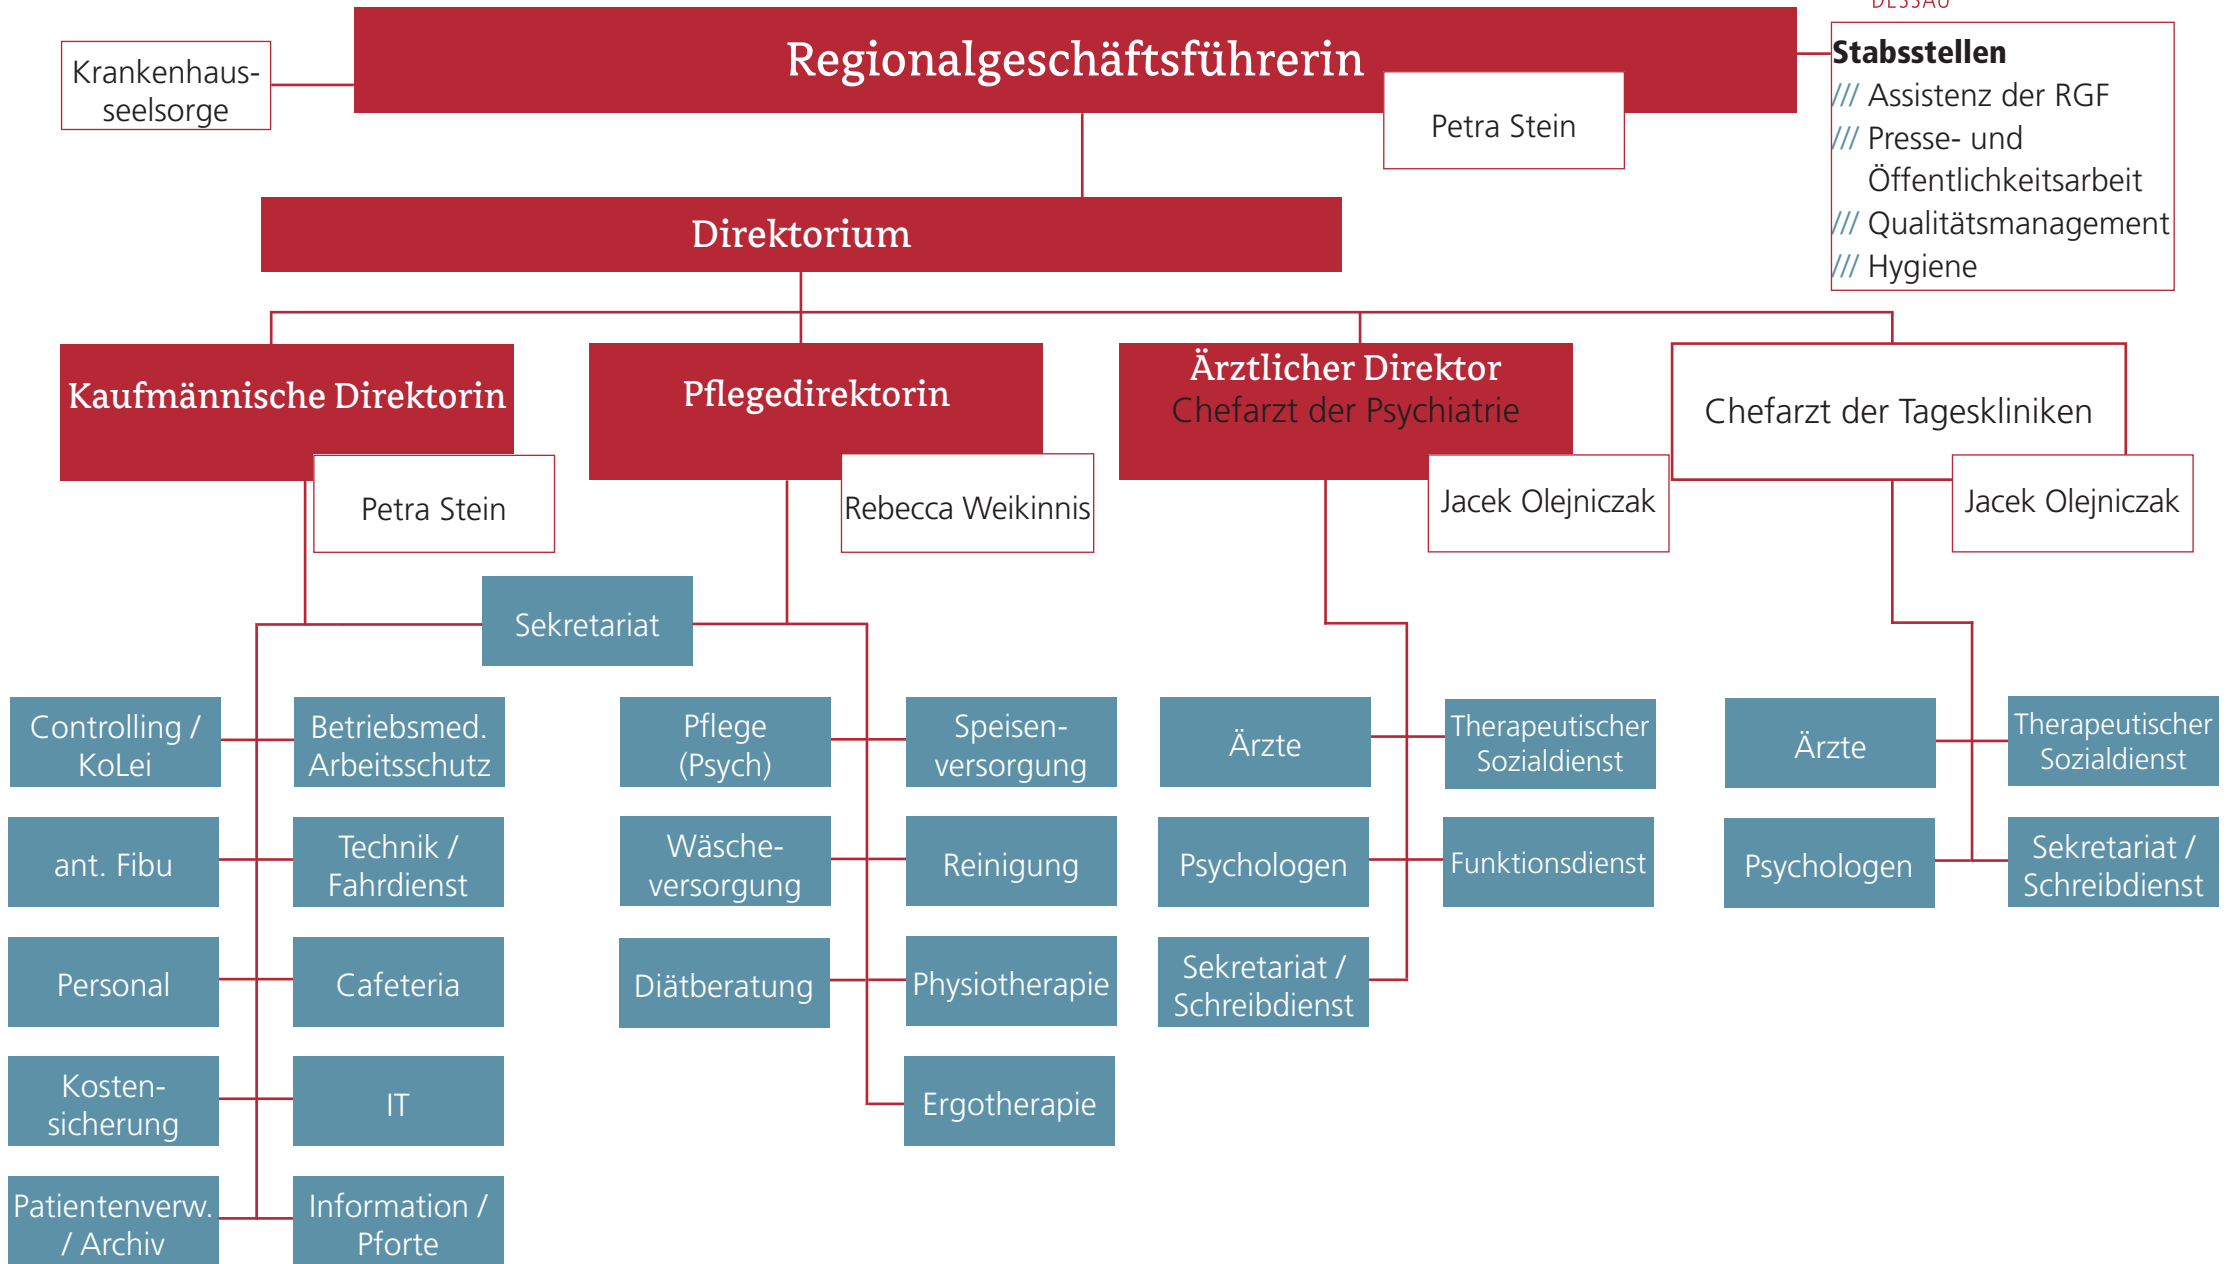 DESSAU
Regionalgeschäftsführerin
Krankenhaus-
seelsorge
Petra Stein
Stabsstellen
/// Assistenz der RGF
/// Presse- und
Öffentlichkeitsarbeit
/// Qualitätsmanagement
/// Hygiene
Direktorium
Kaufmännische Direktorin
Petra Stein
Pflegedirektorin
Rebecca Weikinnis
Ärztlicher Direktor
Chefarzt der Psychiatrie
Jacek Olejniczak
Chefarzt der Tageskliniken
Jacek Olejniczak
Sekretariat
Controlling /
KoLei
Betriebsmed.
Arbeitsschutz
ant. Fibu
Technik /
Fahrdienst
Personal
Cafeteria
Kosten-
sicherung
IT
Patientenverw.
/ Archiv
Information /
Pforte
Pflege
(Psych)
Speisen-
versorgung
Wäsche-
versorgung
Reinigung
Diätberatung
Physiotherapie
Ergotherapie
Ärzte
Therapeutischer
Sozialdienst
Psychologen
Funktionsdienst
Sekretariat /
Schreibdienst
Ärzte
Therapeutischer
Sozialdienst
Psychologen
Sekretariat /
Schreibdienst